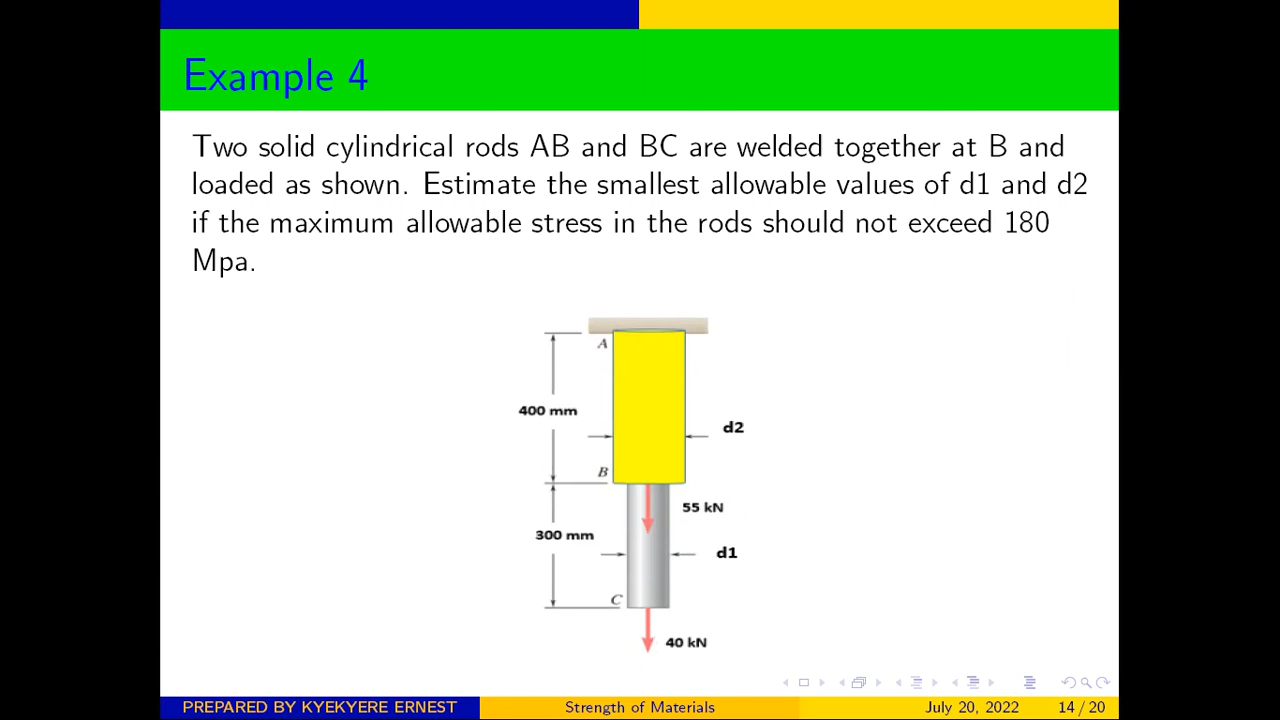 Example 4
Two solid cylindrical rods AB and BC are welded together at B and
loaded as shown. Estimate the smallest allowable values of d1 and d2
if the maximum allowable stress in the rods should not exceed 180
Mpa.
A
400 mm
d2
B
55 kN
300 mm
d1
C
40 kN
PREPARED BY KYEKYERE ERNEST Strength of Materials July 20, 2022 14 / 20